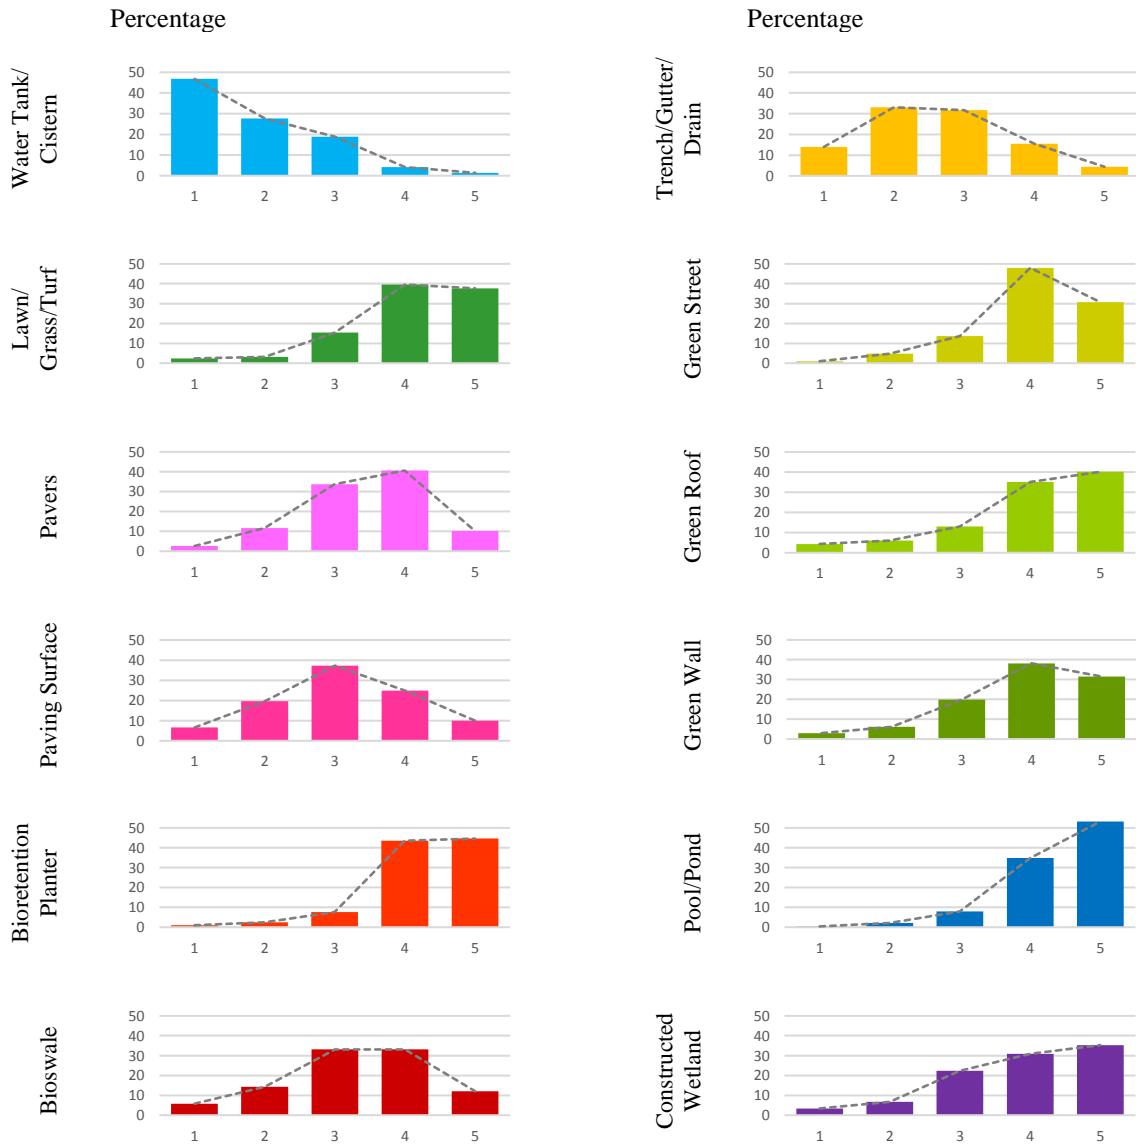 Percentage
Water Tank/
Cistern
50
40
30
20
10
0
1 2 3 4 5
Lawn/
Grass/Turf
50
40
30
20
10
0
1 2 3 4 5
Pavers
50
40
30
20
10
0
1 2 3 4 5
Paving Surface
50
40
30
20
10
0
1 2 3 4 5
Bioretention
Planter
50
40
30
20
10
0
1 2 3 4 5
Bioswale
50
40
30
20
10
0
1 2 3 4 5
Percentage
Trench/Gutter/
Drain
50
40
30
20
10
0
1 2 3 4 5
Green Street
50
40
30
20
10
0
1 2 3 4 5
Green Roof
50
40
30
20
10
0
1 2 3 4 5
Green Wall
50
40
30
20
10
0
1 2 3 4 5
Pool/Pond
50
40
30
20
10
0
1 2 3 4 5
Constructed
Wetland
50
40
30
20
10
0
1 2 3 4 5